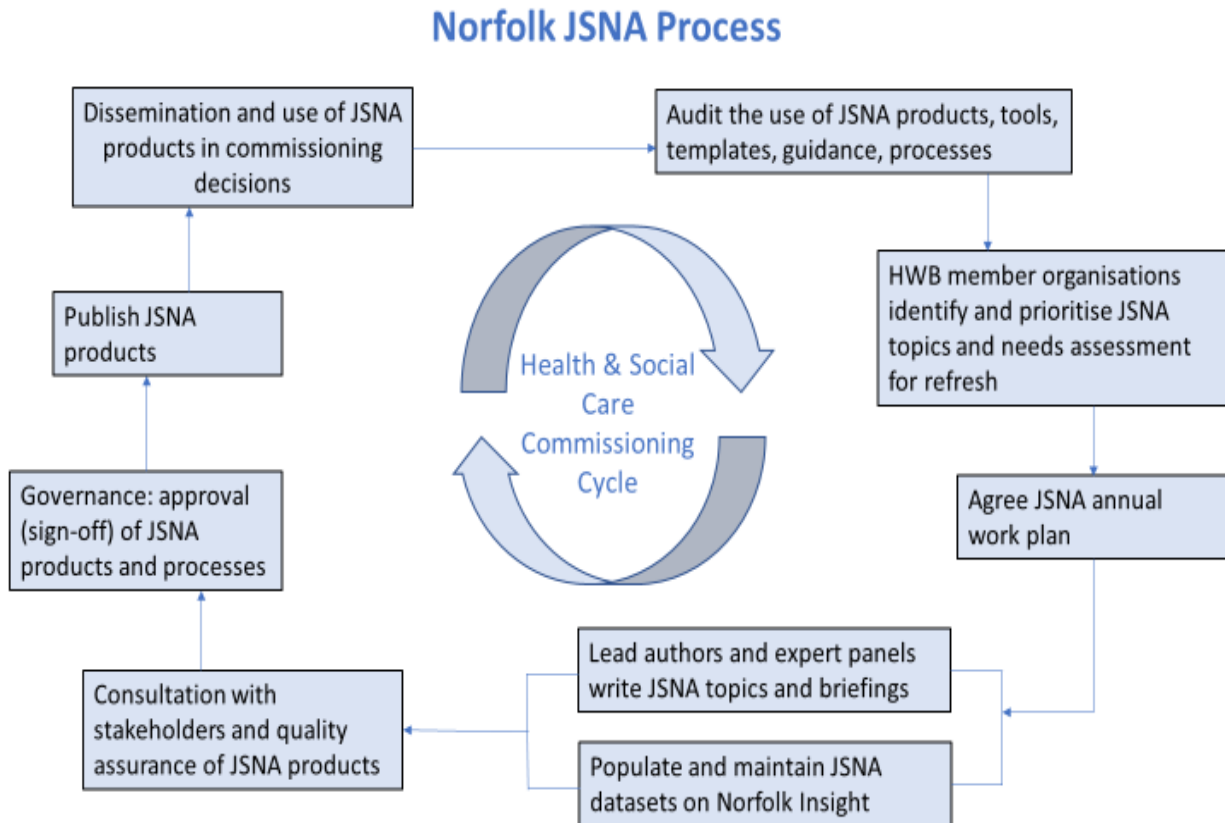 Norfolk JSNA Process
Dissemination and use of JSNA
products in commissioning
decisions
Audit the use of JSNA products, tools,
templates, guidance, processes
HWB member organisations
identify and prioritise JSNA
topics and needs assessment
for refresh
Agree JSNA annual
work plan
Lead authors and expert panels
write JSNA topics and briefings
Populate and maintain JSNA
datasets on Norfolk Insight
Consultation with
stakeholders and quality
assurance of JSNA products
Governance: approval
(sign-off) of JSNA
products and processes
Publish JSNA
products
Health & Social
Care
Commissioning
Cycle